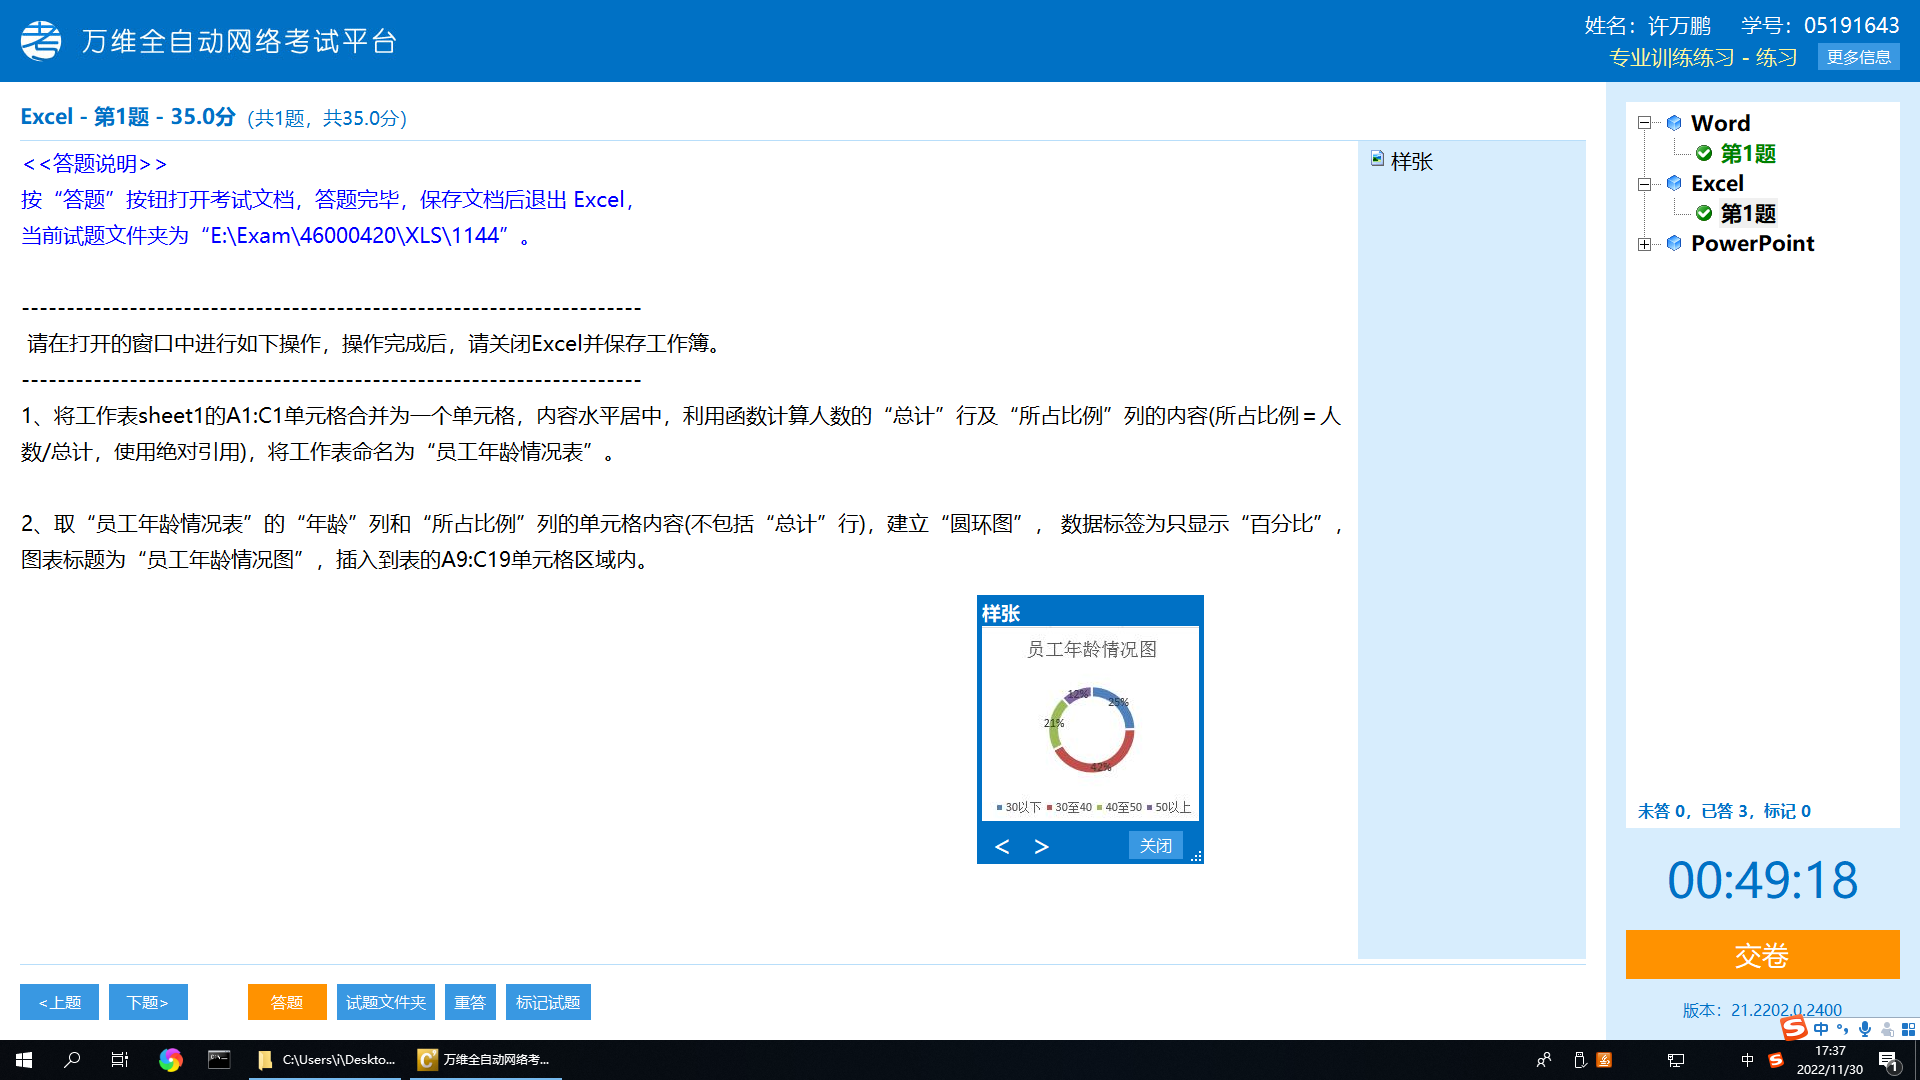 万维全自动网络考试平台
姓名：许万鹏 学号：05191643
专业训练练习 - 练习 更多信息
Excel - 第1题 - 35.0分 (共1题，共35.0分)
<<答题说明>>
按“答题”按钮打开考试文档，答题完毕，保存文档后退出 Excel，
当前试题文件夹为“E:\Exam\46000420\XLS\1144”。
----------------------------------------------------------------------
请在打开的窗口中进行如下操作，操作完成后，请关闭Excel并保存工作簿。
----------------------------------------------------------------------
1、将工作表sheet1的A1:C1单元格合并为一个单元格，内容水平居中，利用函数计算人数的“总计”行及“所占比例”列的内容(所占比例＝人
数/总计，使用绝对引用)，将工作表命名为“员工年龄情况表”。
2、取“员工年龄情况表”的“年龄”列和“所占比例”列的单元格内容(不包括“总计”行)，建立“圆环图”， 数据标签为只显示“百分比”，
图表标题为“员工年龄情况图”，插入到表的A9:C19单元格区域内。
样张
样张
员工年龄情况图
12%
25%
21%
42%
30以下 30至40 40至50 50以上
< > 关闭
Word
第1题
Excel
第1题
PowerPoint
未答 0，已答 3，标记 0
00:49:18
交卷
版本：21.2202.0.2400
<上题 下题> 答题 试题文件夹 重答 标记试题
中
C:\Users\i\Deskto...
万维全自动网络考...
中
17:37
2022/11/30
1